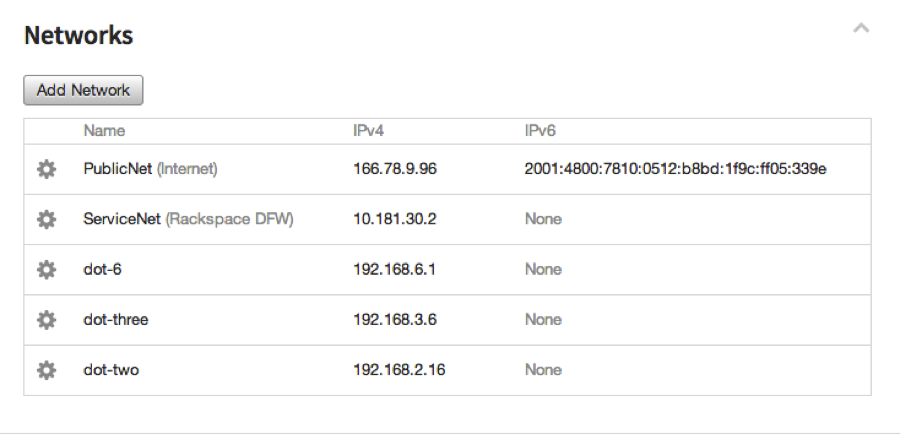 Networks
Add Network
Name IPv4 IPv6
PublicNet (Internet) 166.78.9.96 2001:4800:7810:0512:b8bd:1f9c:ff05:339e
ServiceNet (Rackspace DFW) 10.181.30.2 None
dot-6 192.168.6.1 None
dot-three 192.168.3.6 None
dot-two 192.168.2.16 None